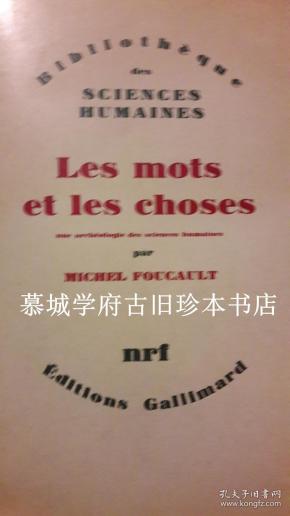 Bibliothèque
des
SCIENCES
HUMAINES
Les mots
et les choses
une archéologie des sciences humaines
par
MICHEL FOUCAULT
慕城学府古旧珍本书店
nrf
Éditions Gallimard
孔夫子旧书网